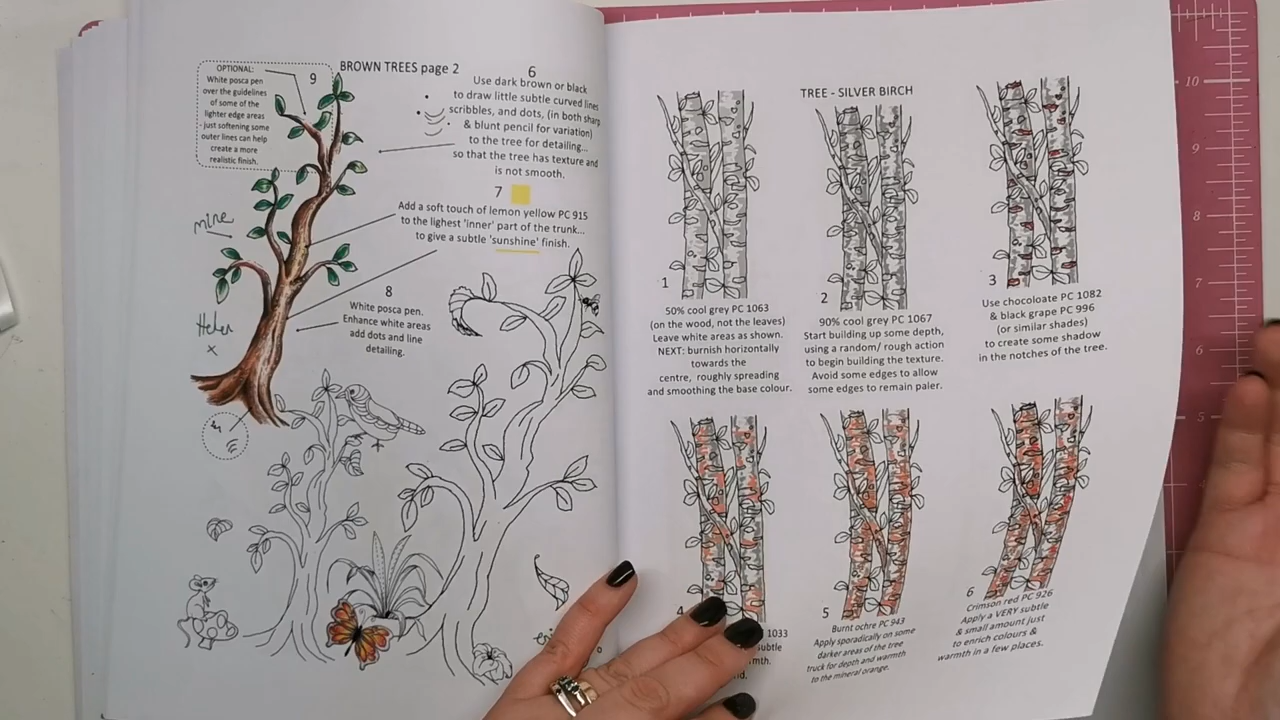 BROWN TREES page 2
OPTIONAL:
White posca pen
over the guidelines
of some of the
lighter edge areas
- just softening some
outer lines can help
create a more
realistic finish.
9
6
Use dark brown or black
to draw little subtle curved lines
scribbles, and dots, (in both sharp
& blunt pencil for variation)
to the tree for detailing...
so that the tree has texture and
is not smooth.
7
Add a soft touch of lemon yellow PC 915
to the lighest 'inner' part of the trunk...
to give a subtle 'sunshine' finish.
8
White posca pen.
Enhance white areas
add dots and line
detailing.
mine
Helen
x
TREE - SILVER BIRCH
1
50% cool grey PC 1063
(on the wood, not the leaves)
Leave white areas as shown.
NEXT: burnish horizontally
towards the
centre, roughly spreading
and smoothing the base colour.
2
90% cool grey PC 1067
Start building up some depth,
using a random/ rough action
to begin building the texture.
Avoid some edges to allow
some edges to remain paler.
3
Use chocoloate PC 1082
& black grape PC 996
(or similar shades)
to create some shadow
in the notches of the tree.
4
1033
subtle
5
Burnt ochre PC 943
Apply sporadically on some
darker areas of the tree
truck for depth and warmth
to the mineral orange.
6
Crimson red PC 926
Apply a VERY subtle
& small amount just
to enrich colours &
warmth in a few places.
10
9
8
7
6
5